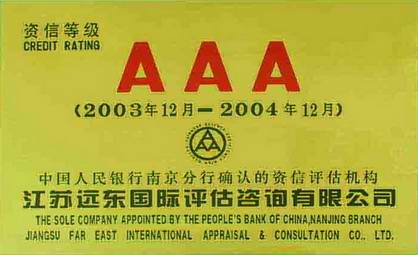 资信等级
CREDIT RATING
AAA
(2003年12月—2004年12月)
中国人民银行南京分行确认的资信评估机构
江苏远东国际评估咨询有限公司
THE SOLE COMPANY APPOINTED BY THE PEOPLE'S BANK OF CHINA,NANJING BRANCH
JIANGSU FAR EAST INTERNATIONAL APPRAISAL & CONSULTATION CO., LTD.